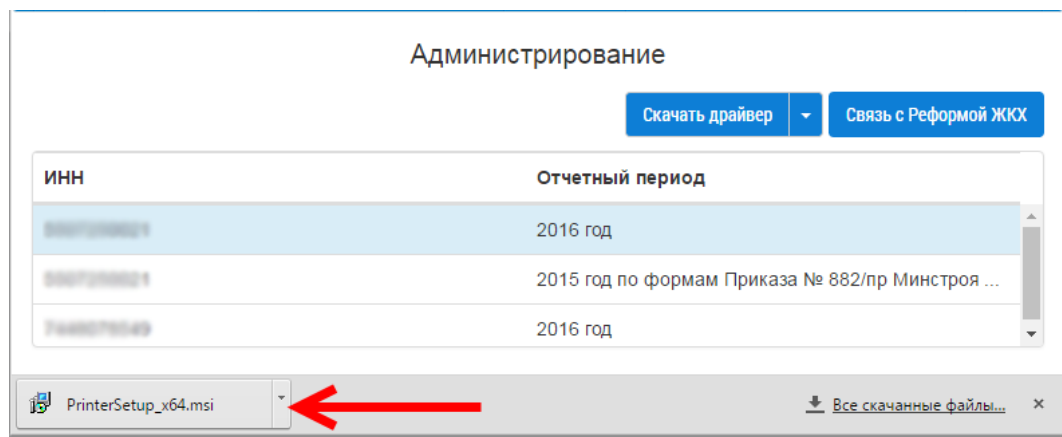 Администрирование
Скачать драйвер
Связь с Реформой ЖКХ
ИНН
Отчетный период
2016 год
2015 год по формам Приказа № 882/пр Минстроя ...
2016 год
PrinterSetup_x64.msi
Все скачанные файлы...